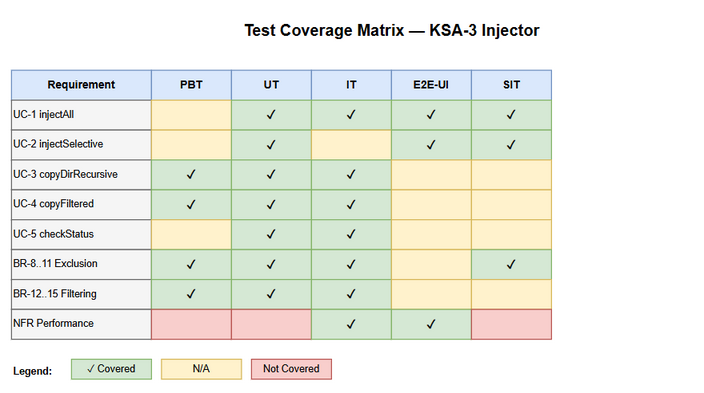 Test Coverage Matrix — KSA-3 Injector
Requirement PBT UT IT E2E-UI SIT
UC-1 injectAll ✓ ✓ ✓ ✓
UC-2 injectSelective ✓ ✓ ✓
UC-3 copyDirRecursive ✓ ✓ ✓
UC-4 copyFiltered ✓ ✓ ✓
UC-5 checkStatus ✓ ✓
BR-8..11 Exclusion ✓ ✓ ✓ ✓
BR-12..15 Filtering ✓ ✓ ✓
NFR Performance ✓ ✓
Legend: ✓ Covered N/A Not Covered